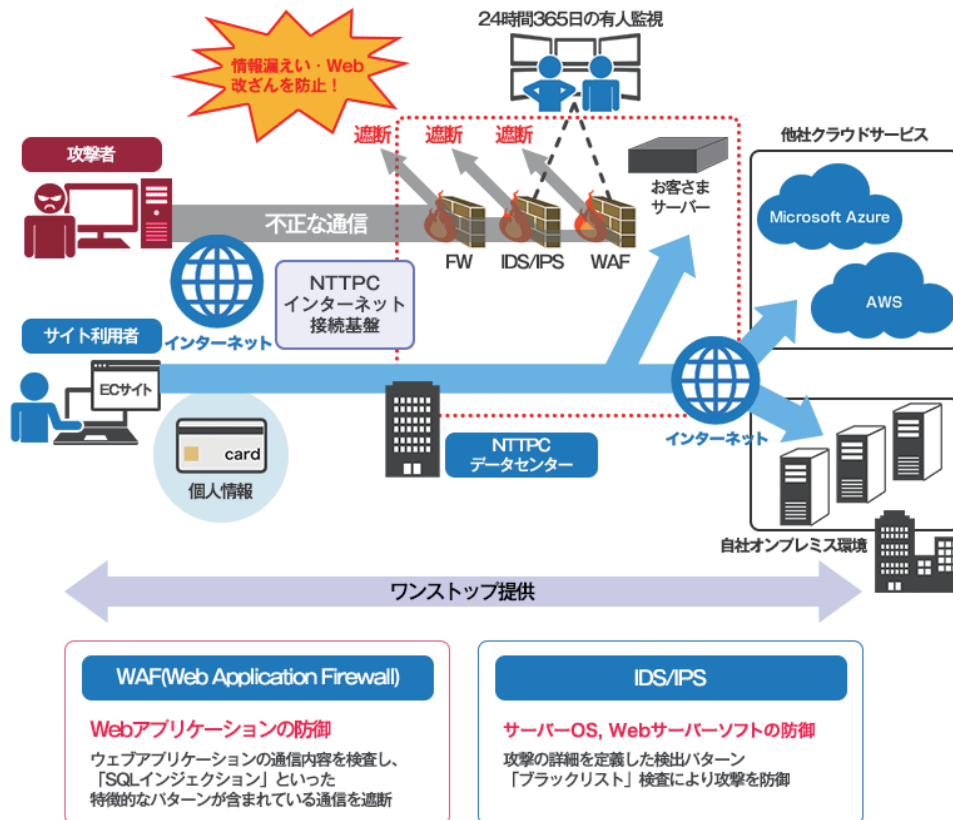 24時間365日の有人監視
情報漏えい・Web
改ざんを防止！
遮断
遮断
遮断
他社クラウドサービス
攻撃者
お客さま
サーバー
Microsoft Azure
不正な通信
FW
IDS/IPS
WAF
NTTPC
インターネット
接続基盤
AWS
サイト利用者
インターネット
ECサイト
card
個人情報
NTTPC
データセンター
インターネット
自社オンプレミス環境
ワンストップ提供
WAF(Web Application Firewall)
Webアプリケーションの防御
ウェブアプリケーションの通信内容を検査し、
「SQLインジェクション」といった
特徴的なパターンが含まれている通信を遮断
IDS/IPS
サーバーOS, Webサーバーソフトの防御
攻撃の詳細を定義した検出パターン
「ブラックリスト」検査により攻撃を防御